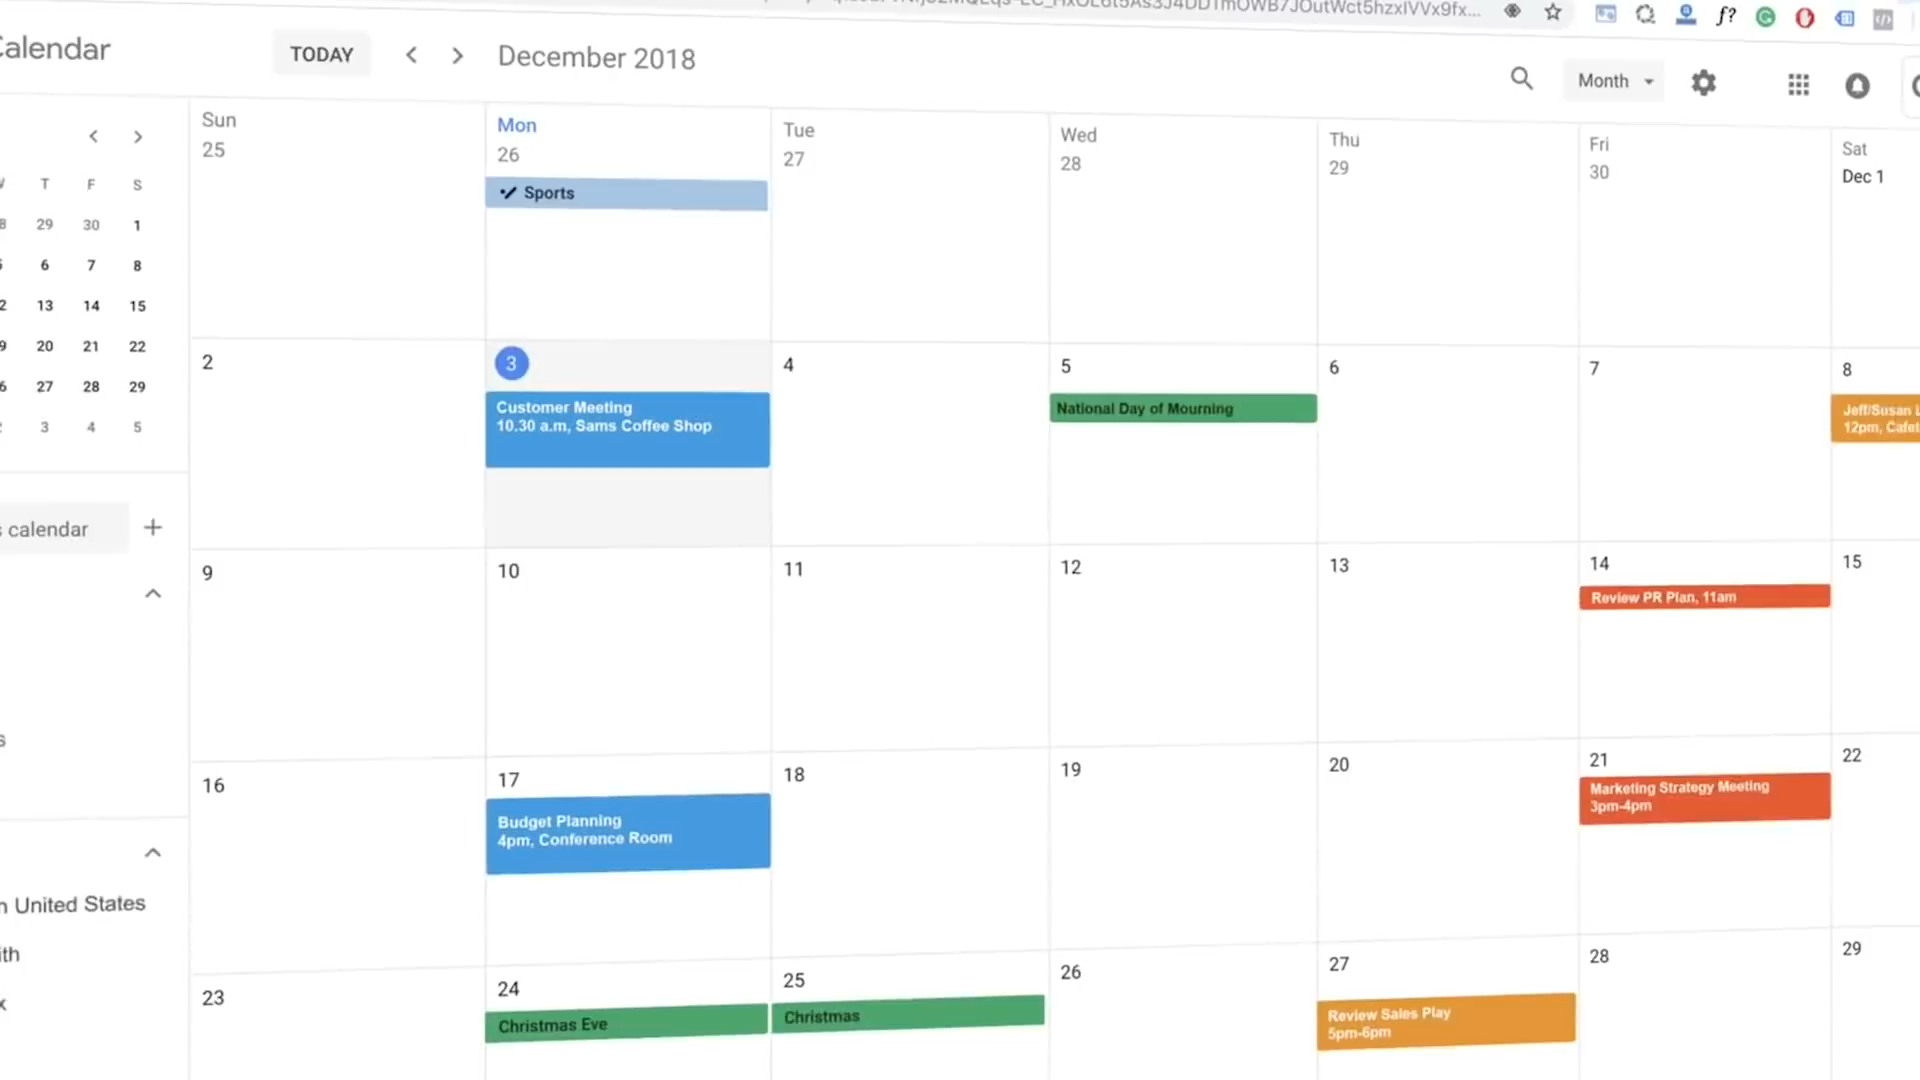 Calendar
TODAY
December 2018
Month
f?
T F S
29 30 1
6 7 8
13 14 15
20 21 22
27 28 29
3 4 5
calendar
United States
Sun
25
Mon
26
Tue
27
Wed
28
Thu
29
Fri
30
Sat
Dec 1
Sports
2
3
Customer Meeting
10.30 a.m, Sams Coffee Shop
4
5
National Day of Mourning
6
7
8
Jeff/Susan
12pm,
9
10
11
12
13
14
Review PR Plan, 11am
15
16
17
Budget Planning
4pm, Conference Room
18
19
20
21
Marketing Strategy Meeting
3pm-4pm
22
23
24
Christmas Eve
25
Christmas
26
27
Review Sales Play
5pm-6pm
28
29